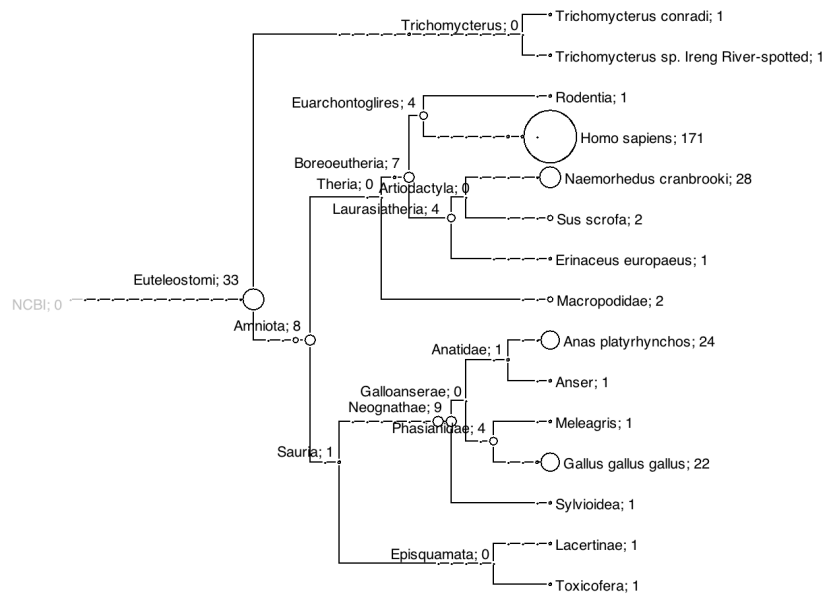 Trichomycterus conradi; 1
Trichomycterus; 0
Trichomycterus sp. Ireng River-spotted; 1
Rodentia; 1
Euarchontoglires; 4
Homo sapiens; 171
Boreoeutheria; 7
Naemorhedus cranbrooki; 28
Theria; 0
Artiodactyla; 0
Laurasiatheria; 4
Sus scrofa; 2
Erinaceus europaeus; 1
Euteleostomi; 33
NCBI; 0
Macropodidae; 2
Amniota; 8
Anas platyrhynchos; 24
Anatidae; 1
Anser; 1
Galloanserae; 0
Neognathae; 9
Meleagris; 1
Phasianidae; 4
Sauria; 1
Gallus gallus gallus; 22
Sylvioidea; 1
Lacertinae; 1
Episquamata; 0
Toxicofera; 1